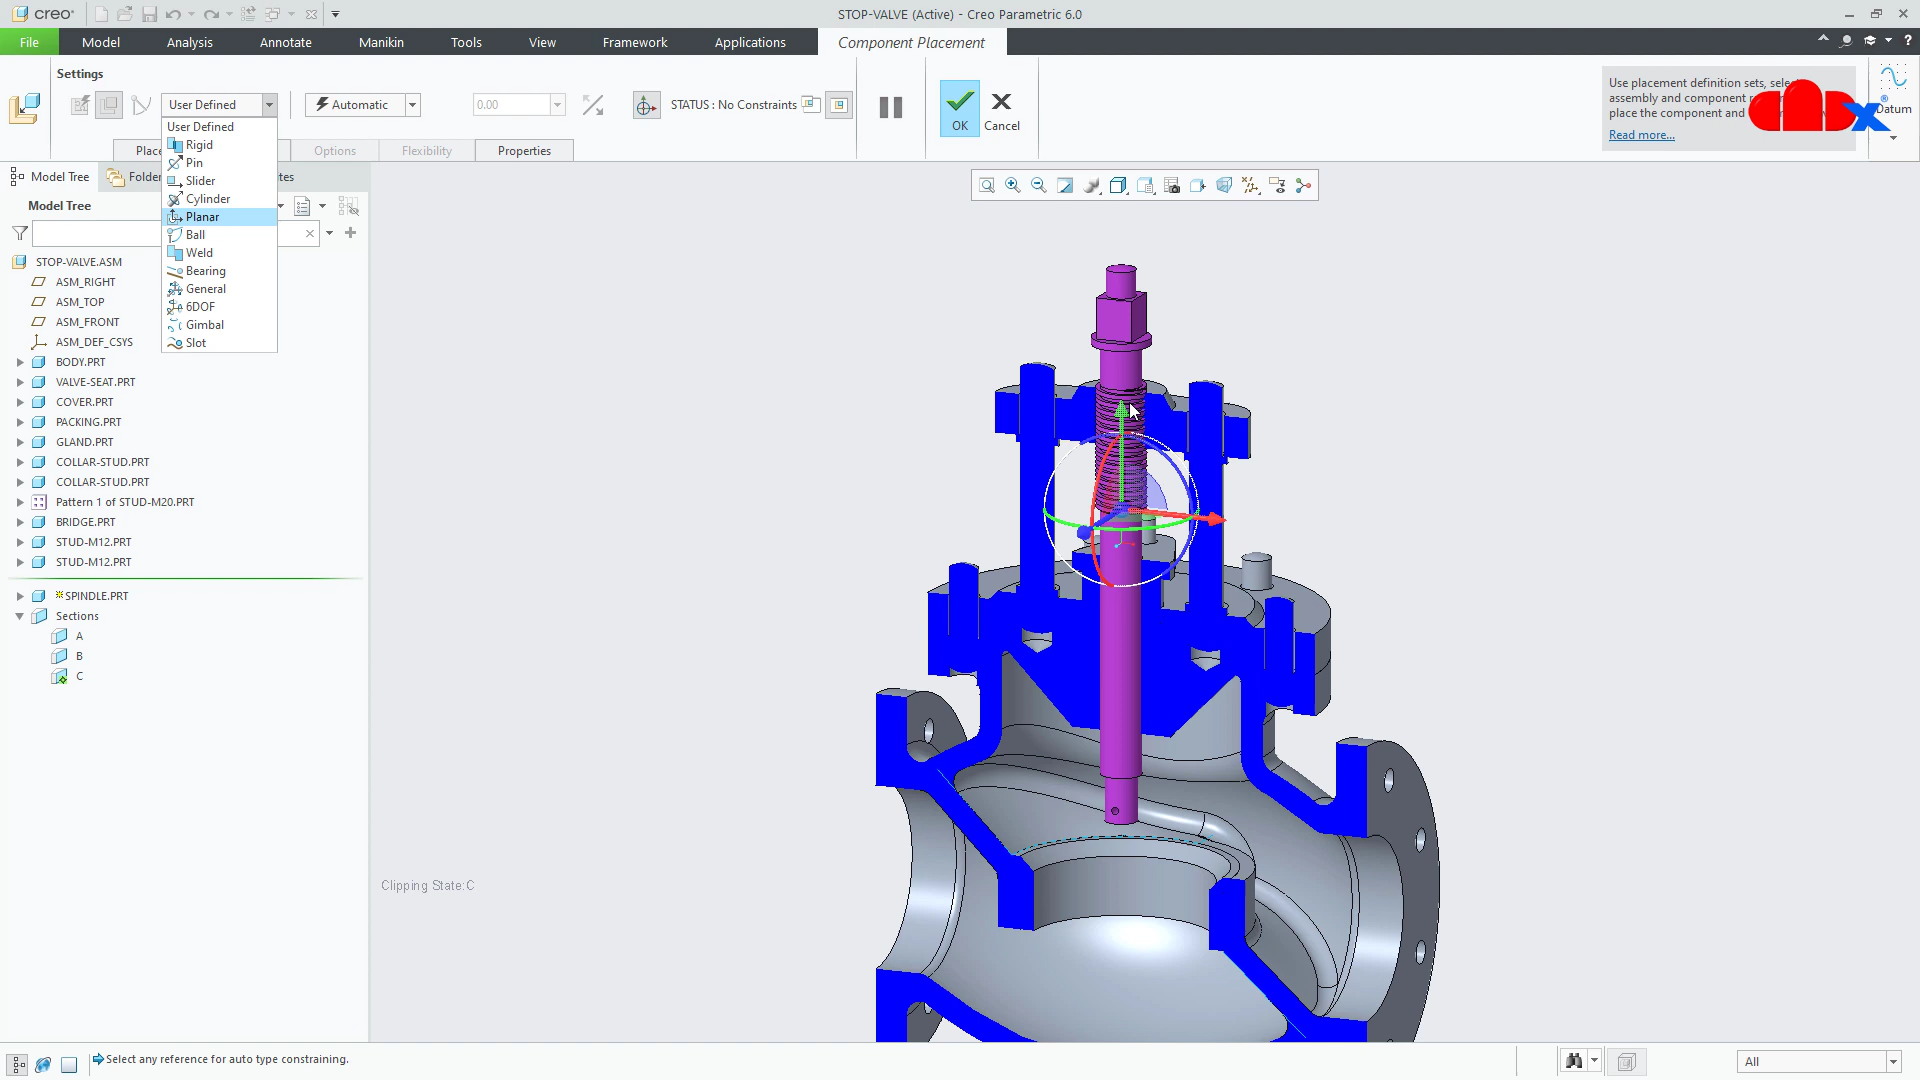 creo
STOP-VALVE (Active) - Creo Parametric 6.0
File Model Analysis Annotate Manikin Tools View Framework Applications Component Placement
Settings
User Defined
Automatic
0.00
STATUS : No Constraints
OK
Cancel
Use placement definition sets, selec
assembly and component r
place the component and
Read more...
Datum
User Defined
Rigid
Pin
Slider
Cylinder
Planar
Ball
Weld
Bearing
General
6DOF
Gimbal
Slot
Place
Options
Flexibility
Properties
Model Tree
Folder
tes
Model Tree
STOP-VALVE.ASM
ASM_RIGHT
ASM_TOP
ASM_FRONT
ASM_DEF_CSYS
BODY.PRT
VALVE-SEAT.PRT
COVER.PRT
PACKING.PRT
GLAND.PRT
COLLAR-STUD.PRT
COLLAR-STUD.PRT
Pattern 1 of STUD-M20.PRT
BRIDGE.PRT
STUD-M12.PRT
STUD-M12.PRT
SPINDLE.PRT
Sections
A
B
C
Clipping State:C
Select any reference for auto type constraining.
All